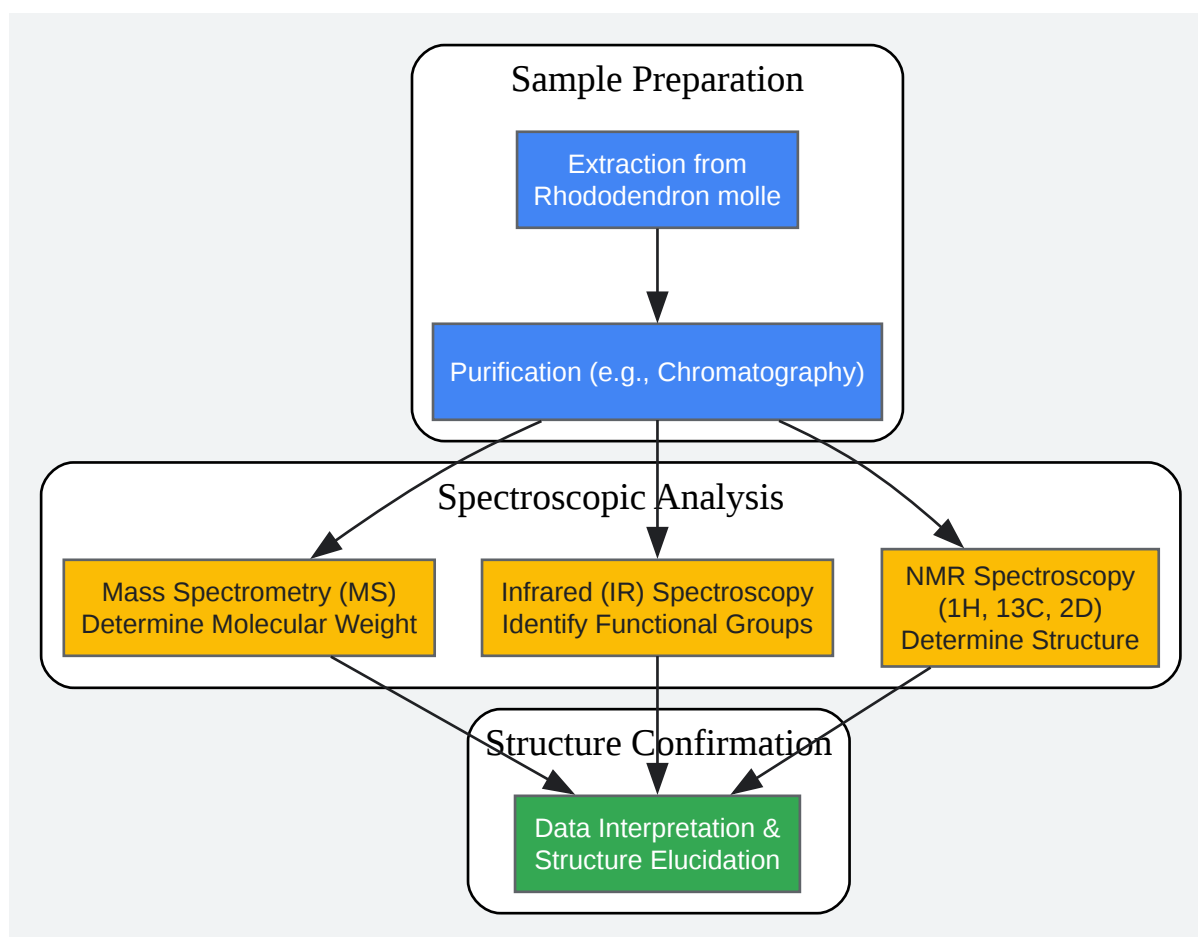 Sample Preparation
Extraction from
Rhododendron molle
Purification (e.g., Chromatography)
Spectroscopic Analysis
Mass Spectrometry (MS)
Determine Molecular Weight
Infrared (IR) Spectroscopy
Identify Functional Groups
NMR Spectroscopy
(1H, 13C, 2D)
Determine Structure
Structure Confirmation
Data Interpretation &
Structure Elucidation